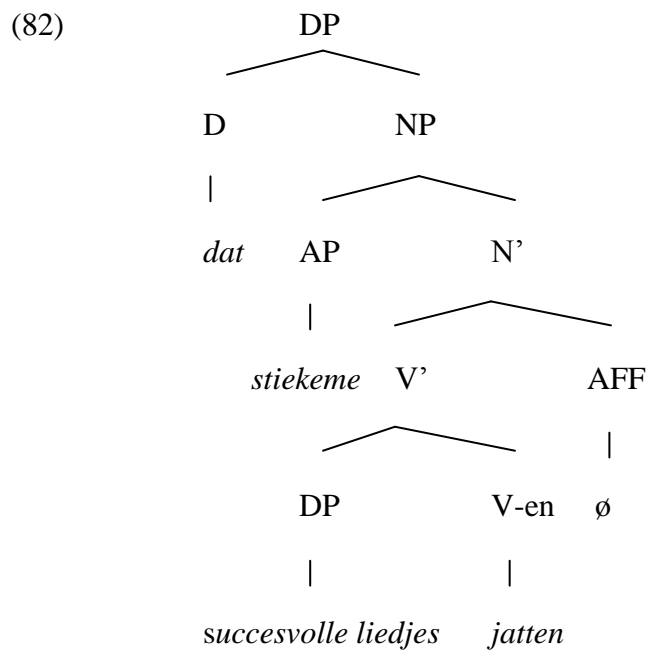 (82) DP
D NP
dat AP N’
stiekeme V’ AFF
DP V-en ø
succesvolle liedjes jatten